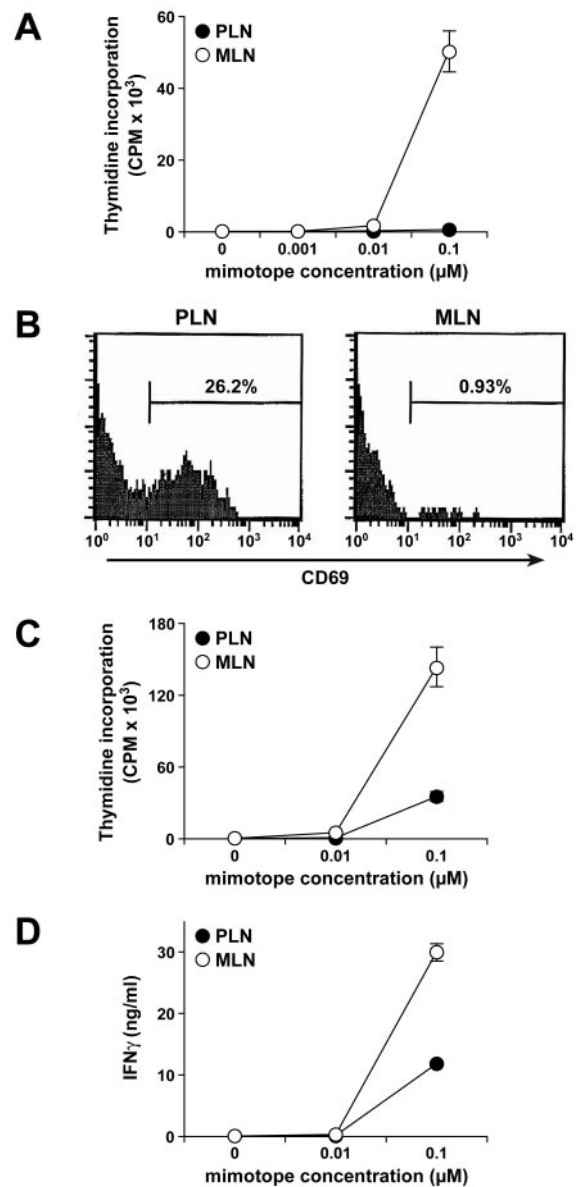 A
PLN
MLN
Thymidine incorporation
(CPM x 10³)
60
40
20
0
0 0.001 0.01 0.1
mimotope concentration (µM)
B
PLN MLN
26.2% 0.93%
10⁰ 10¹ 10² 10³ 10⁴ 10⁰ 10¹ 10² 10³ 10⁴
CD69
C
PLN
MLN
Thymidine incorporation
(CPM x 10³)
180
120
60
0
0 0.01 0.1
mimotope concentration (µM)
D
PLN
MLN
IFNγ (ng/ml)
30
20
10
0
0 0.01 0.1
mimotope concentration (µM)